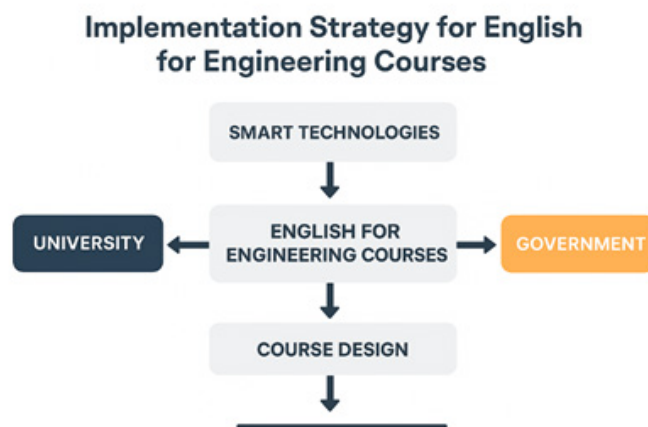 Implementation Strategy for English
for Engineering Courses
SMART TECHNOLOGIES
UNIVERSITY
ENGLISH FOR
ENGINEERING COURSES
GOVERNMENT
COURSE DESIGN